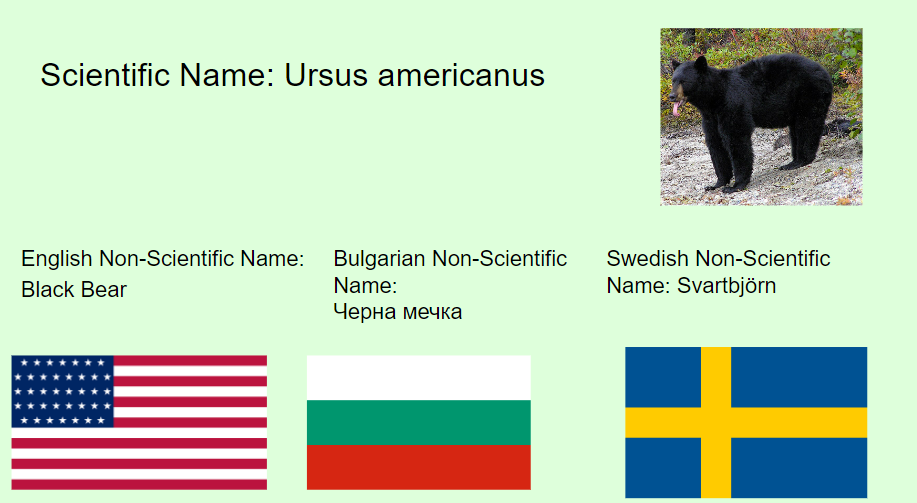 Scientific Name: Ursus americanus
English Non-Scientific Name:
Black Bear
Bulgarian Non-Scientific
Name:
Черна мечка
Swedish Non-Scientific
Name: Svartbjörn